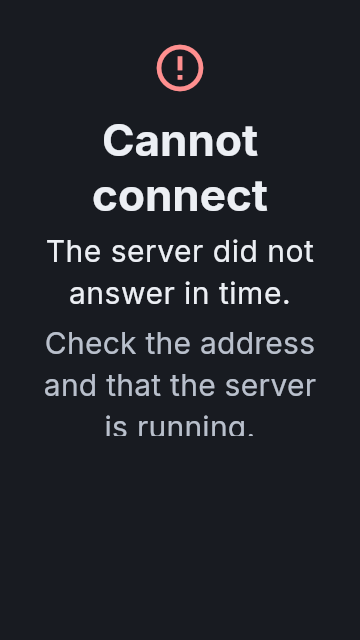 Cannot
connect
The server did not
answer in time.
Check the address
and that the server
is running.